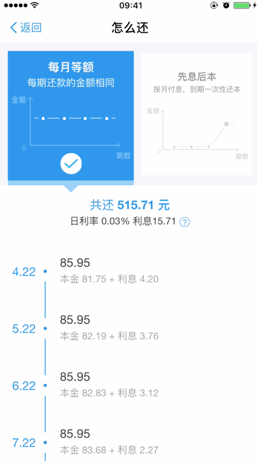 09:41
返回
怎么还
每月等额
每期还款的金额相同
金额
0
期数
先息后本
按月付息，到期一次性还本
金额
0
期数
共还 515.71 元
日利率 0.03% 利息15.71 ?
4.22
85.95
本金 81.75 + 利息 4.20
5.22
85.95
本金 82.19 + 利息 3.76
6.22
85.95
本金 82.83 + 利息 3.12
7.22
85.95
本金 83.68 + 利息 2.27